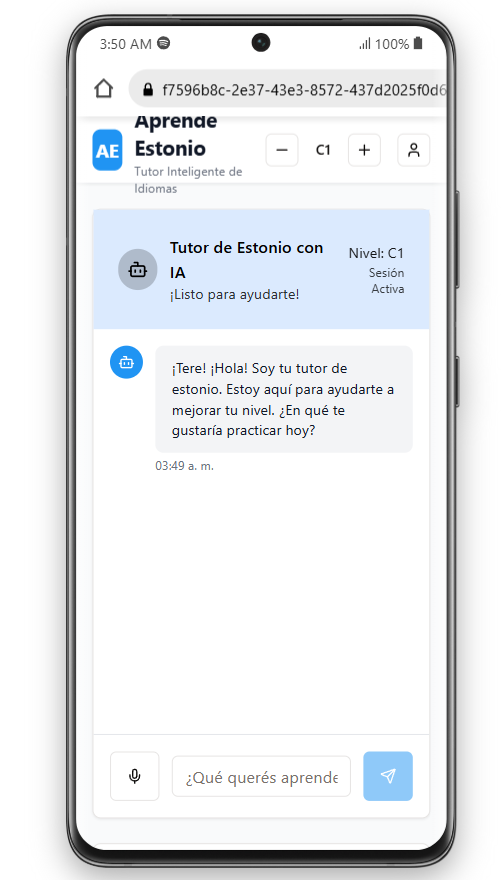 3:50 AM
100%
f7596b8c-2e37-43e3-8572-437d2025f0d6
AE
Aprende
Estonio
Tutor Inteligente de
Idiomas
C1
Tutor de Estonio con
IA
¡Listo para ayudarte!
Nivel: C1
Sesión
Activa
¡Tere! ¡Hola! Soy tu tutor de
estonio. Estoy aquí para ayudarte a
mejorar tu nivel. ¿En qué te
gustaría practicar hoy?
03:49 a. m.
¿Qué querés aprende